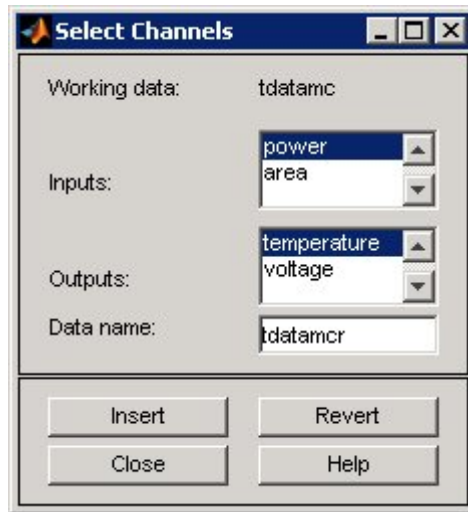 Select Channels
Working data: tdatamc
Inputs: power
area
Outputs: temperature
voltage
Data name: tdatamcr
Insert Revert
Close Help